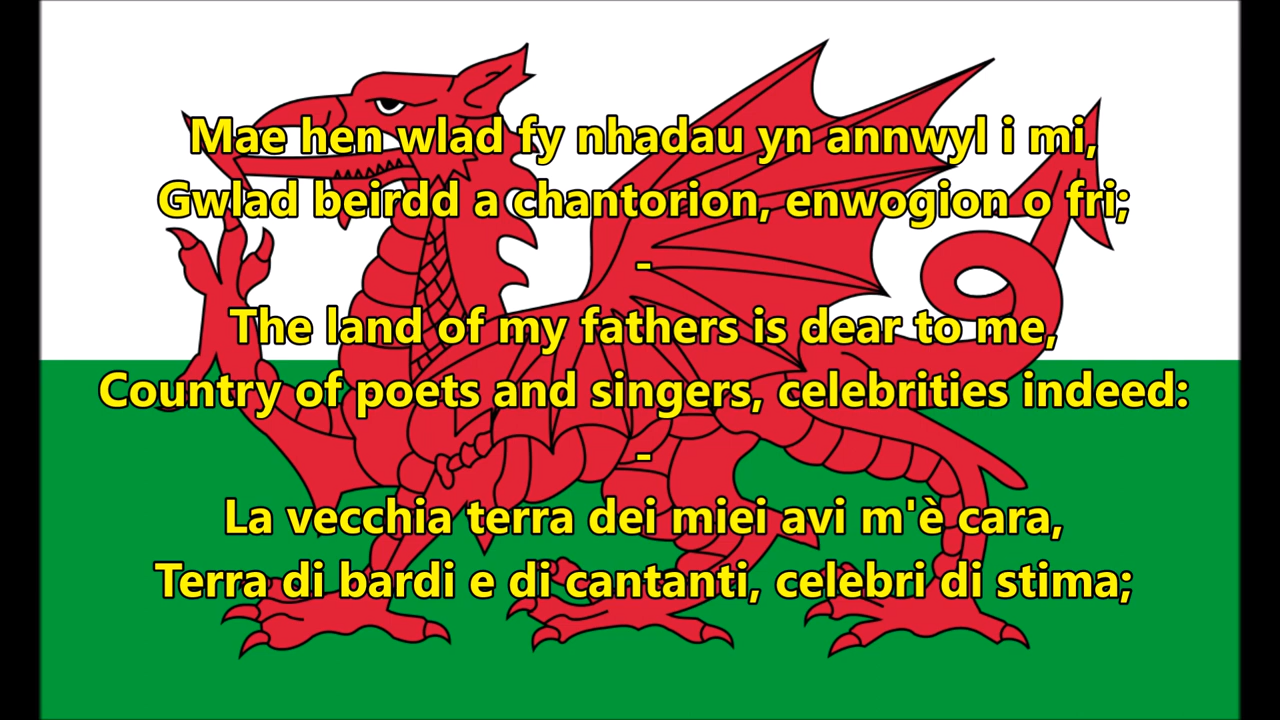 Mae hen wlad fy nhadau yn annwyl i mi,
Gwlad beirdd a chantorion, enwogion o fri;
-
The land of my fathers is dear to me,
Country of poets and singers, celebrities indeed:
-
La vecchia terra dei miei avi m'è cara,
Terra di bardi e di cantanti, celebri di stima;